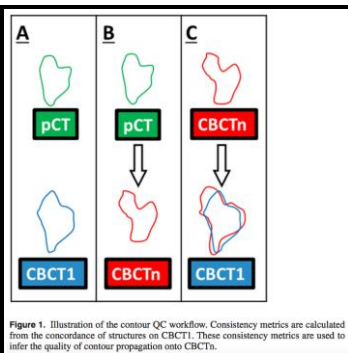 A B C
pCT pCT CBCTn
CBCT1 CBCTn CBCT1
Figure 1. Illustration of the contour QC workflow. Consistency metrics are calculated
from the concordance of structures on CBCT1. These consistency metrics are used to
infer the quality of contour propagation onto CBCTn.